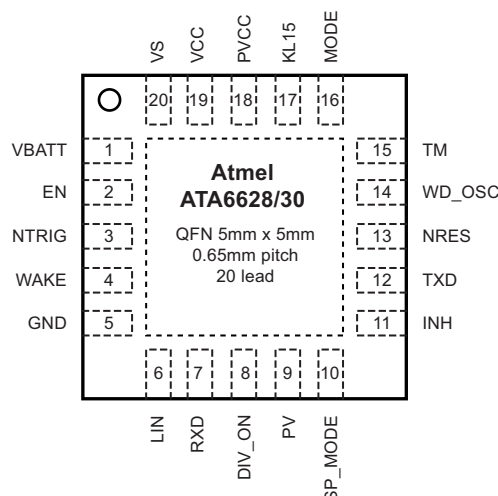 VS
VCC
PVCC
KL15
MODE
20
19
18
17
16
VBATT 1
EN 2
NTRIG 3
WAKE 4
GND 5
Atmel
ATA6628/30
QFN 5mm x 5mm
0.65mm pitch
20 lead
15 TM
14 WD_OSC
13 NRES
12 TXD
11 INH
6
7
8
9
10
LIN
RXD
DIV_ON
PV
SP_MODE